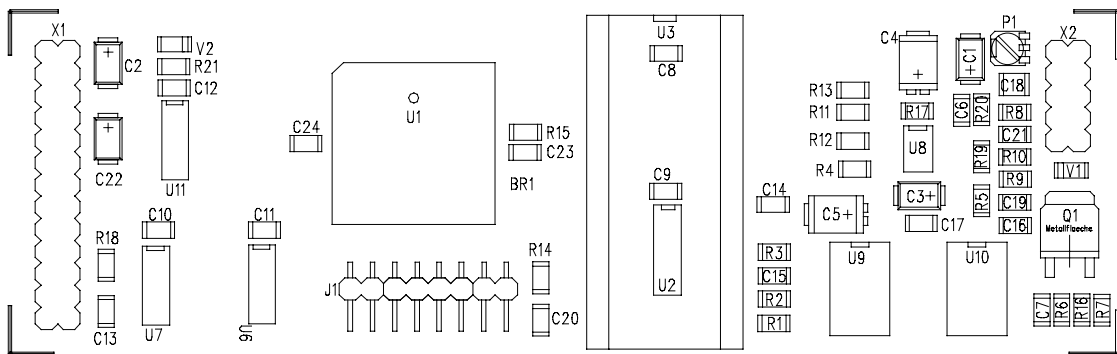 X1
C2
V2
R21
C12
C22
U11
C10
C11
R18
C13
U7
U6
C24
U1
R15
C23
BR1
J1
R14
C20
U3
C8
C9
U2
C14
R3
C15
R2
R1
R13
R11
R12
R4
C5+
C4
+
R17
U8
C3+
C17
U9
U10
+C1
P1
C6
R20
R19
R5
C18
R8
C21
R10
R9
C19
C16
X2
V1
Q1
Metallflaeche
C7
R6
R16
R7